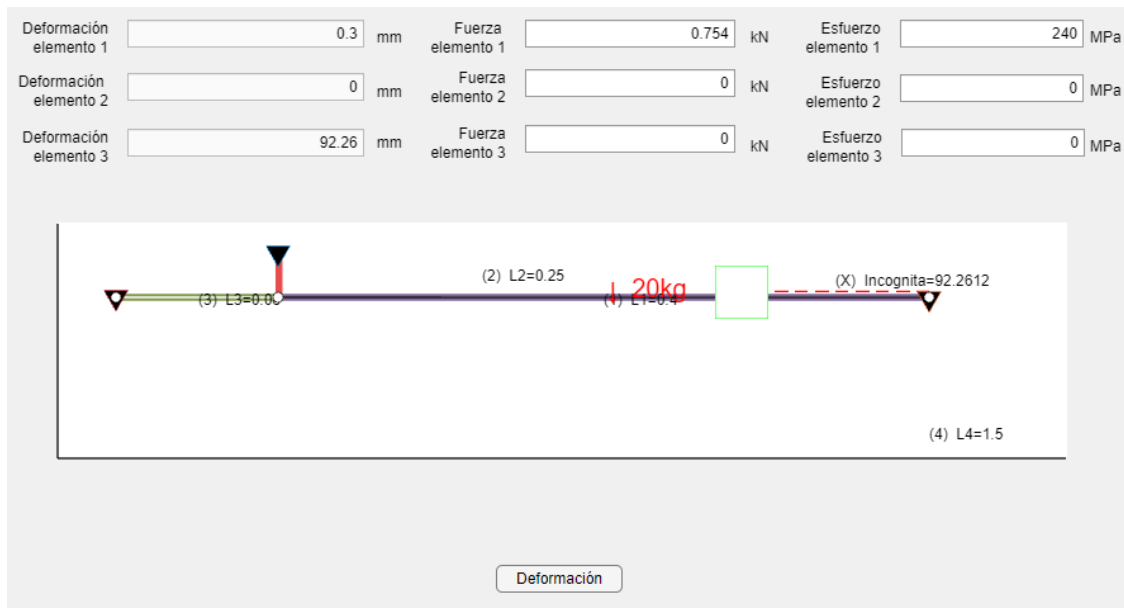 Deformación elemento 1
0.3 mm
Fuerza elemento 1
0.754 kN
Esfuerzo elemento 1
240 MPa
Deformación elemento 2
0 mm
Fuerza elemento 2
0 kN
Esfuerzo elemento 2
0 MPa
Deformación elemento 3
92.26 mm
Fuerza elemento 3
0 kN
Esfuerzo elemento 3
0 MPa
(2) L2=0.25
20kg
(X) Incognita=92.2612
(3)
(4) L4=1.5
Deformación